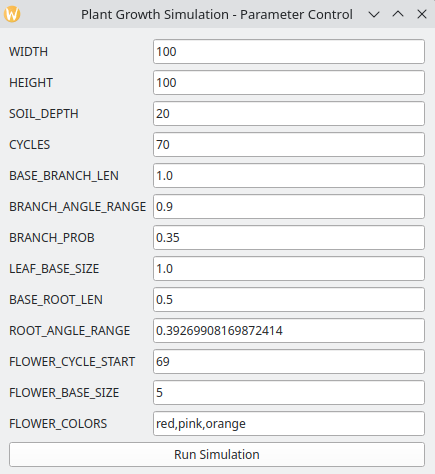 Plant Growth Simulation - Parameter Control
WIDTH 100
HEIGHT 100
SOIL_DEPTH 20
CYCLES 70
BASE_BRANCH_LEN 1.0
BRANCH_ANGLE_RANGE 0.9
BRANCH_PROB 0.35
LEAF_BASE_SIZE 1.0
BASE_ROOT_LEN 0.5
ROOT_ANGLE_RANGE 0.39269908169872414
FLOWER_CYCLE_START 69
FLOWER_BASE_SIZE 5
FLOWER_COLORS red,pink,orange
Run Simulation